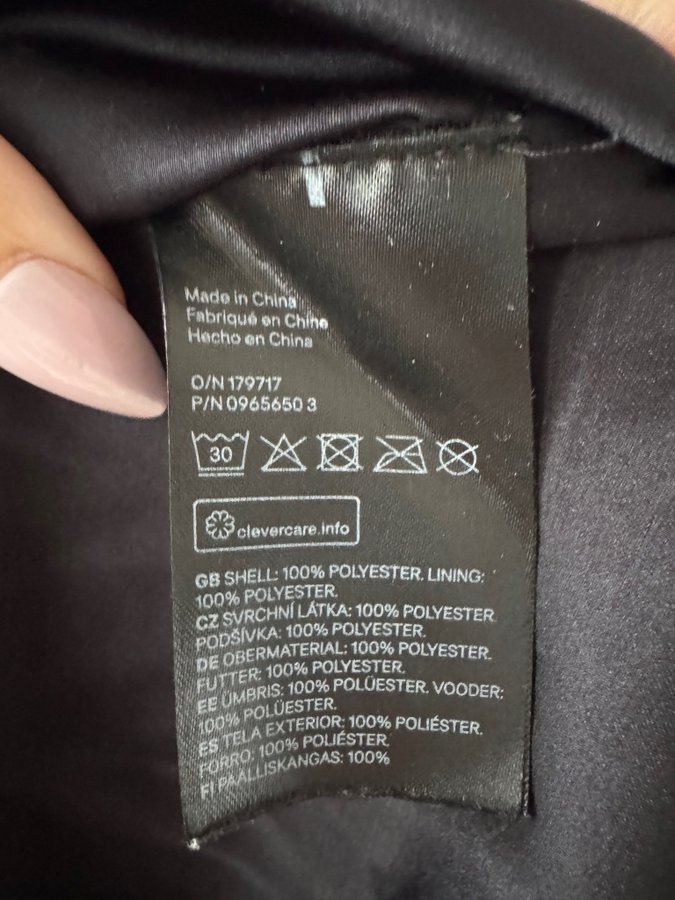 Made in China
Fabriqué en Chine
Hecho en China
O/N 179717
P/N 0965650 3
30
clevercare.info
GB SHELL: 100% POLYESTER. LINING:
100% POLYESTER.
CZ SVRCHNÍ LÁTKA: 100% POLYESTER.
PODŠÍVKA: 100% POLYESTER.
DE OBERMATERIAL: 100% POLYESTER.
FUTTER: 100% POLYESTER.
EE ÜMBRIS: 100% POLÜESTER. VOODER:
100% POLÜESTER.
ES TELA EXTERIOR: 100% POLIÉSTER.
FORRO: 100% POLIÉSTER.
FI PÄÄLLISKANGAS: 100%